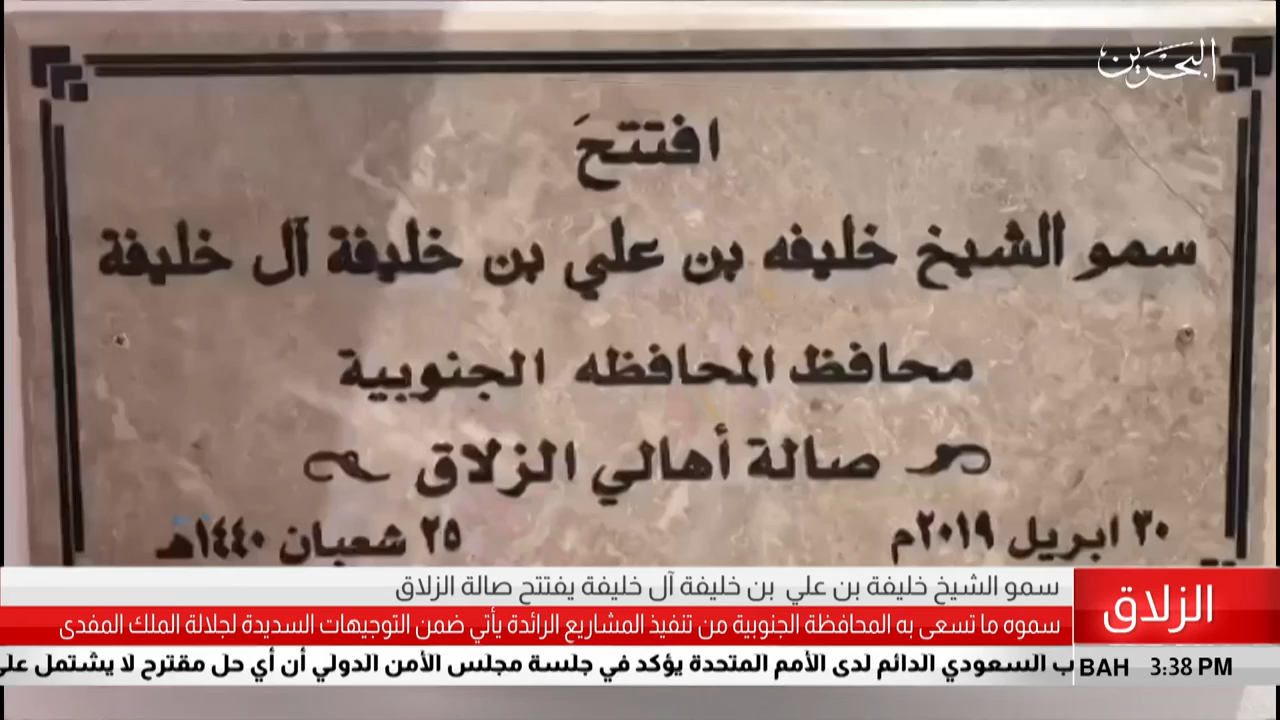 البحرين
افتتحَ
سمو الشيخ خليفه بن علي بن خليفة آل خليفة
محافظ المحافظه الجنوبية
صالة أهالي الزلاق
٣٠ ابريل ٢٠١٩م
٢٥ شعبان ١٤٤٠هـ
سمو الشيخ خليفة بن علي بن خليفة آل خليفة يفتتح صالة الزلاق
الزلاق
سموه ما تسعى به المحافظة الجنوبية من تنفيذ المشاريع الرائدة يأتي ضمن التوجيهات السديدة لجلالة الملك المفدى
BAH 3:38 PM
ب السعودي الدائم لدى الأمم المتحدة يؤكد في جلسة مجلس الأمن الدولي أن أي حل مقترح لا يشتمل على